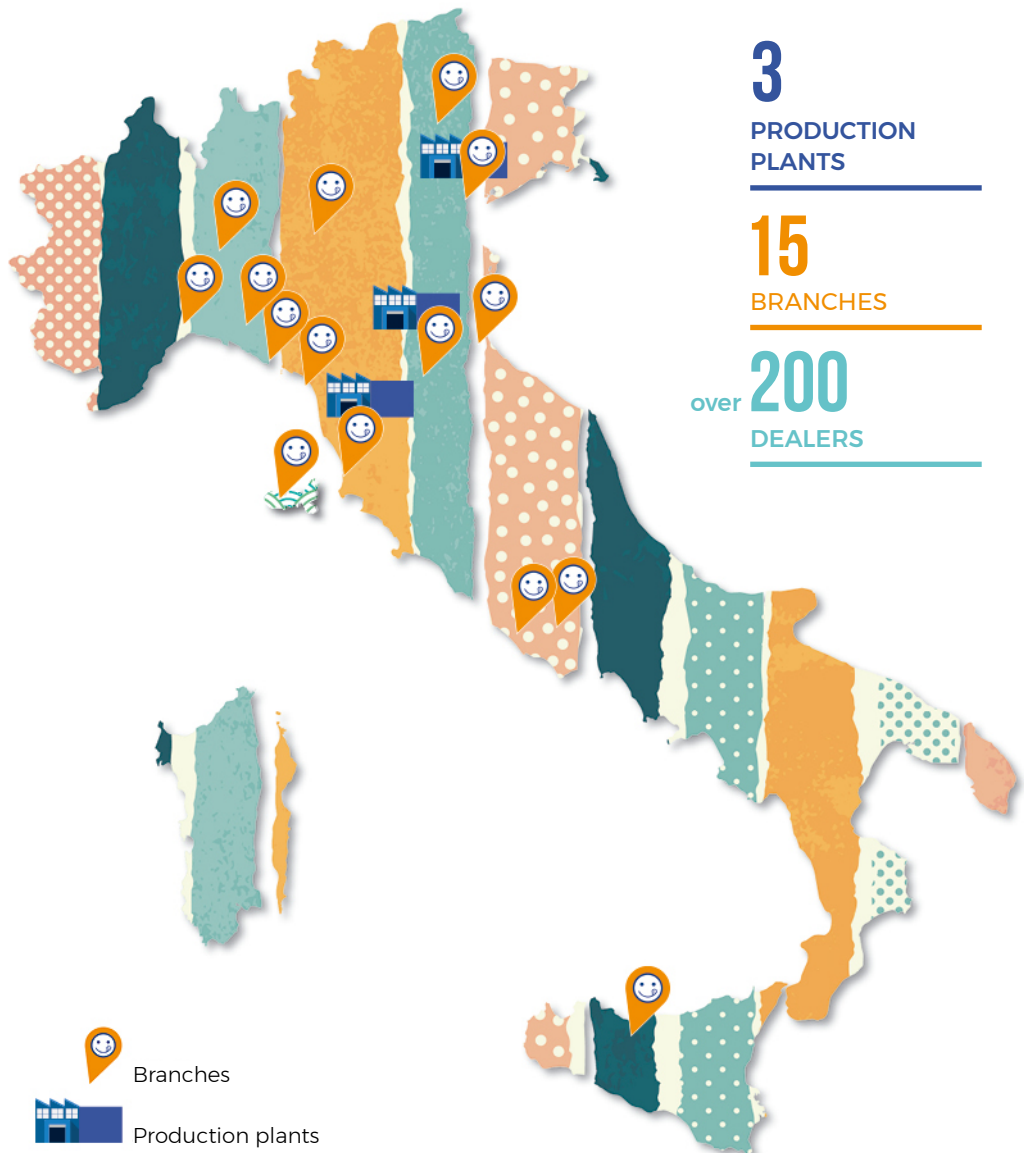 3
PRODUCTION
PLANTS
15
BRANCHES
over 200
DEALERS
Branches
Production plants